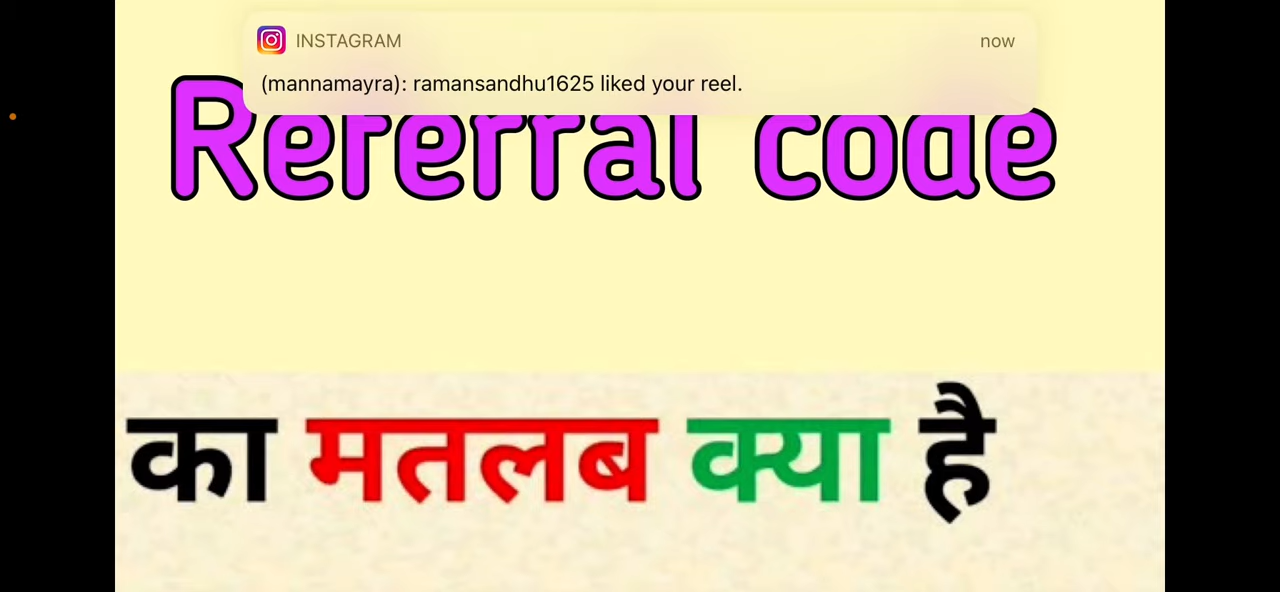 INSTAGRAM now
(mannamayra): ramansandhu1625 liked your reel.
Referral code
का मतलब क्या है